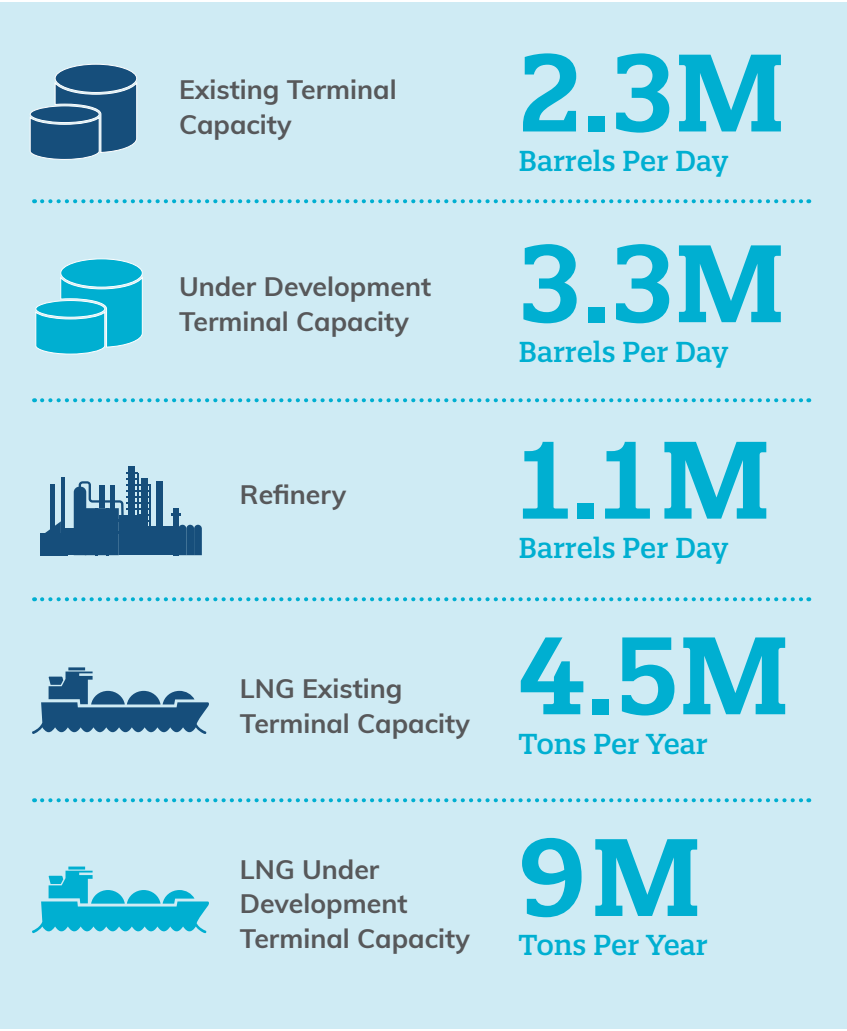 Existing Terminal
Capacity
2.3M
Barrels Per Day
Under Development
Terminal Capacity
3.3M
Barrels Per Day
Refinery
1.1M
Barrels Per Day
LNG Existing
Terminal Capacity
4.5M
Tons Per Year
LNG Under
Development
Terminal Capacity
9M
Tons Per Year